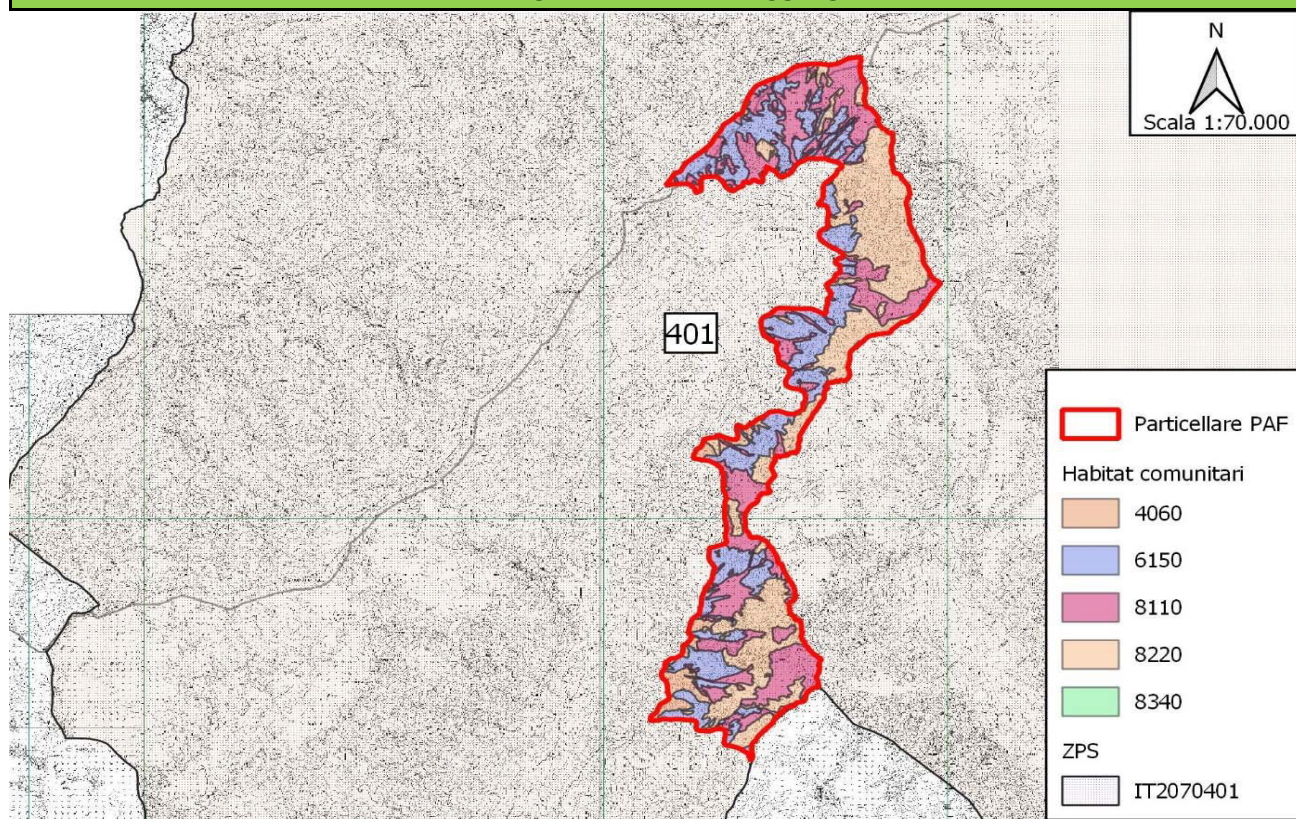 N
Scala 1:70.000
401
Particellare PAF
Habitat comunitari
4060
6150
8110
8220
8340
ZPS
IT2070401